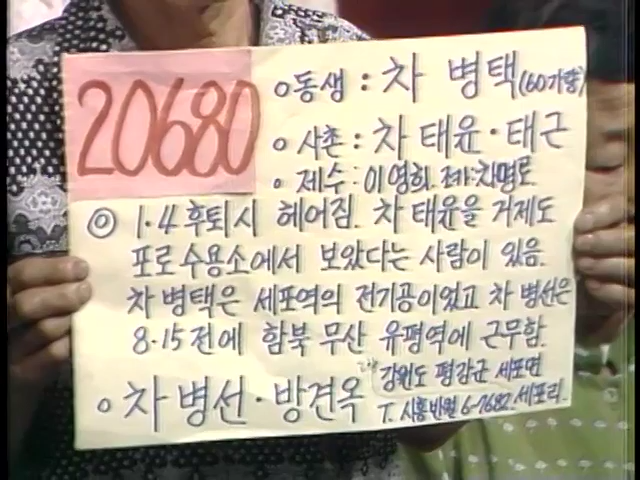 20680
○동생 : 차 병택 (60가량)
○ 사촌 : 차 태윤·태근
○ 제수 : 이영희. 조카:차명로.
◎ 1·4 후퇴시 헤어짐. 차 태윤을 거제도
포로수용소에서 보았다는 사람이 있음.
차 병택은 세포역의 전기공이었고 차 병선은
8·15 전에 함북 무산 유평역에 근무함.
강원도 평강군 세포면
세포리.
○ 차 병선·방견옥
T. 시흥반월 6-7682.